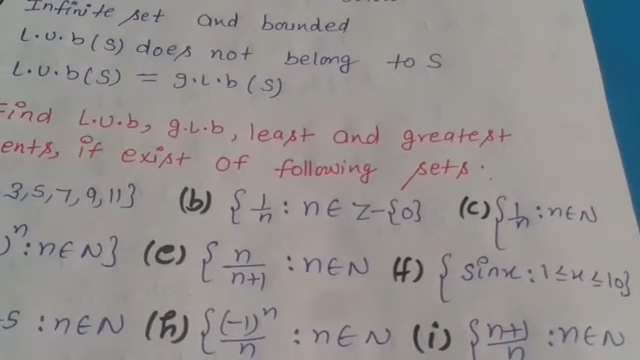 Infinite set and bounded
L.U.b(S) does not belong to S
L.U.b(S) = g.l.b(S)
Find L.U.b, g.l.b, least and greatest
ents, if exist of following sets.
3,5,7,9,11} (b) {1/n : n∈Z-{0} (c) {1/n : n∈N
)^n : n∈N} (e) {n/n+1 : n∈N (f) {sinx : 1≤x≤10}
-5 : n∈N (h) {(-1)^n/n : n∈N (i) {n+1/n : n∈N